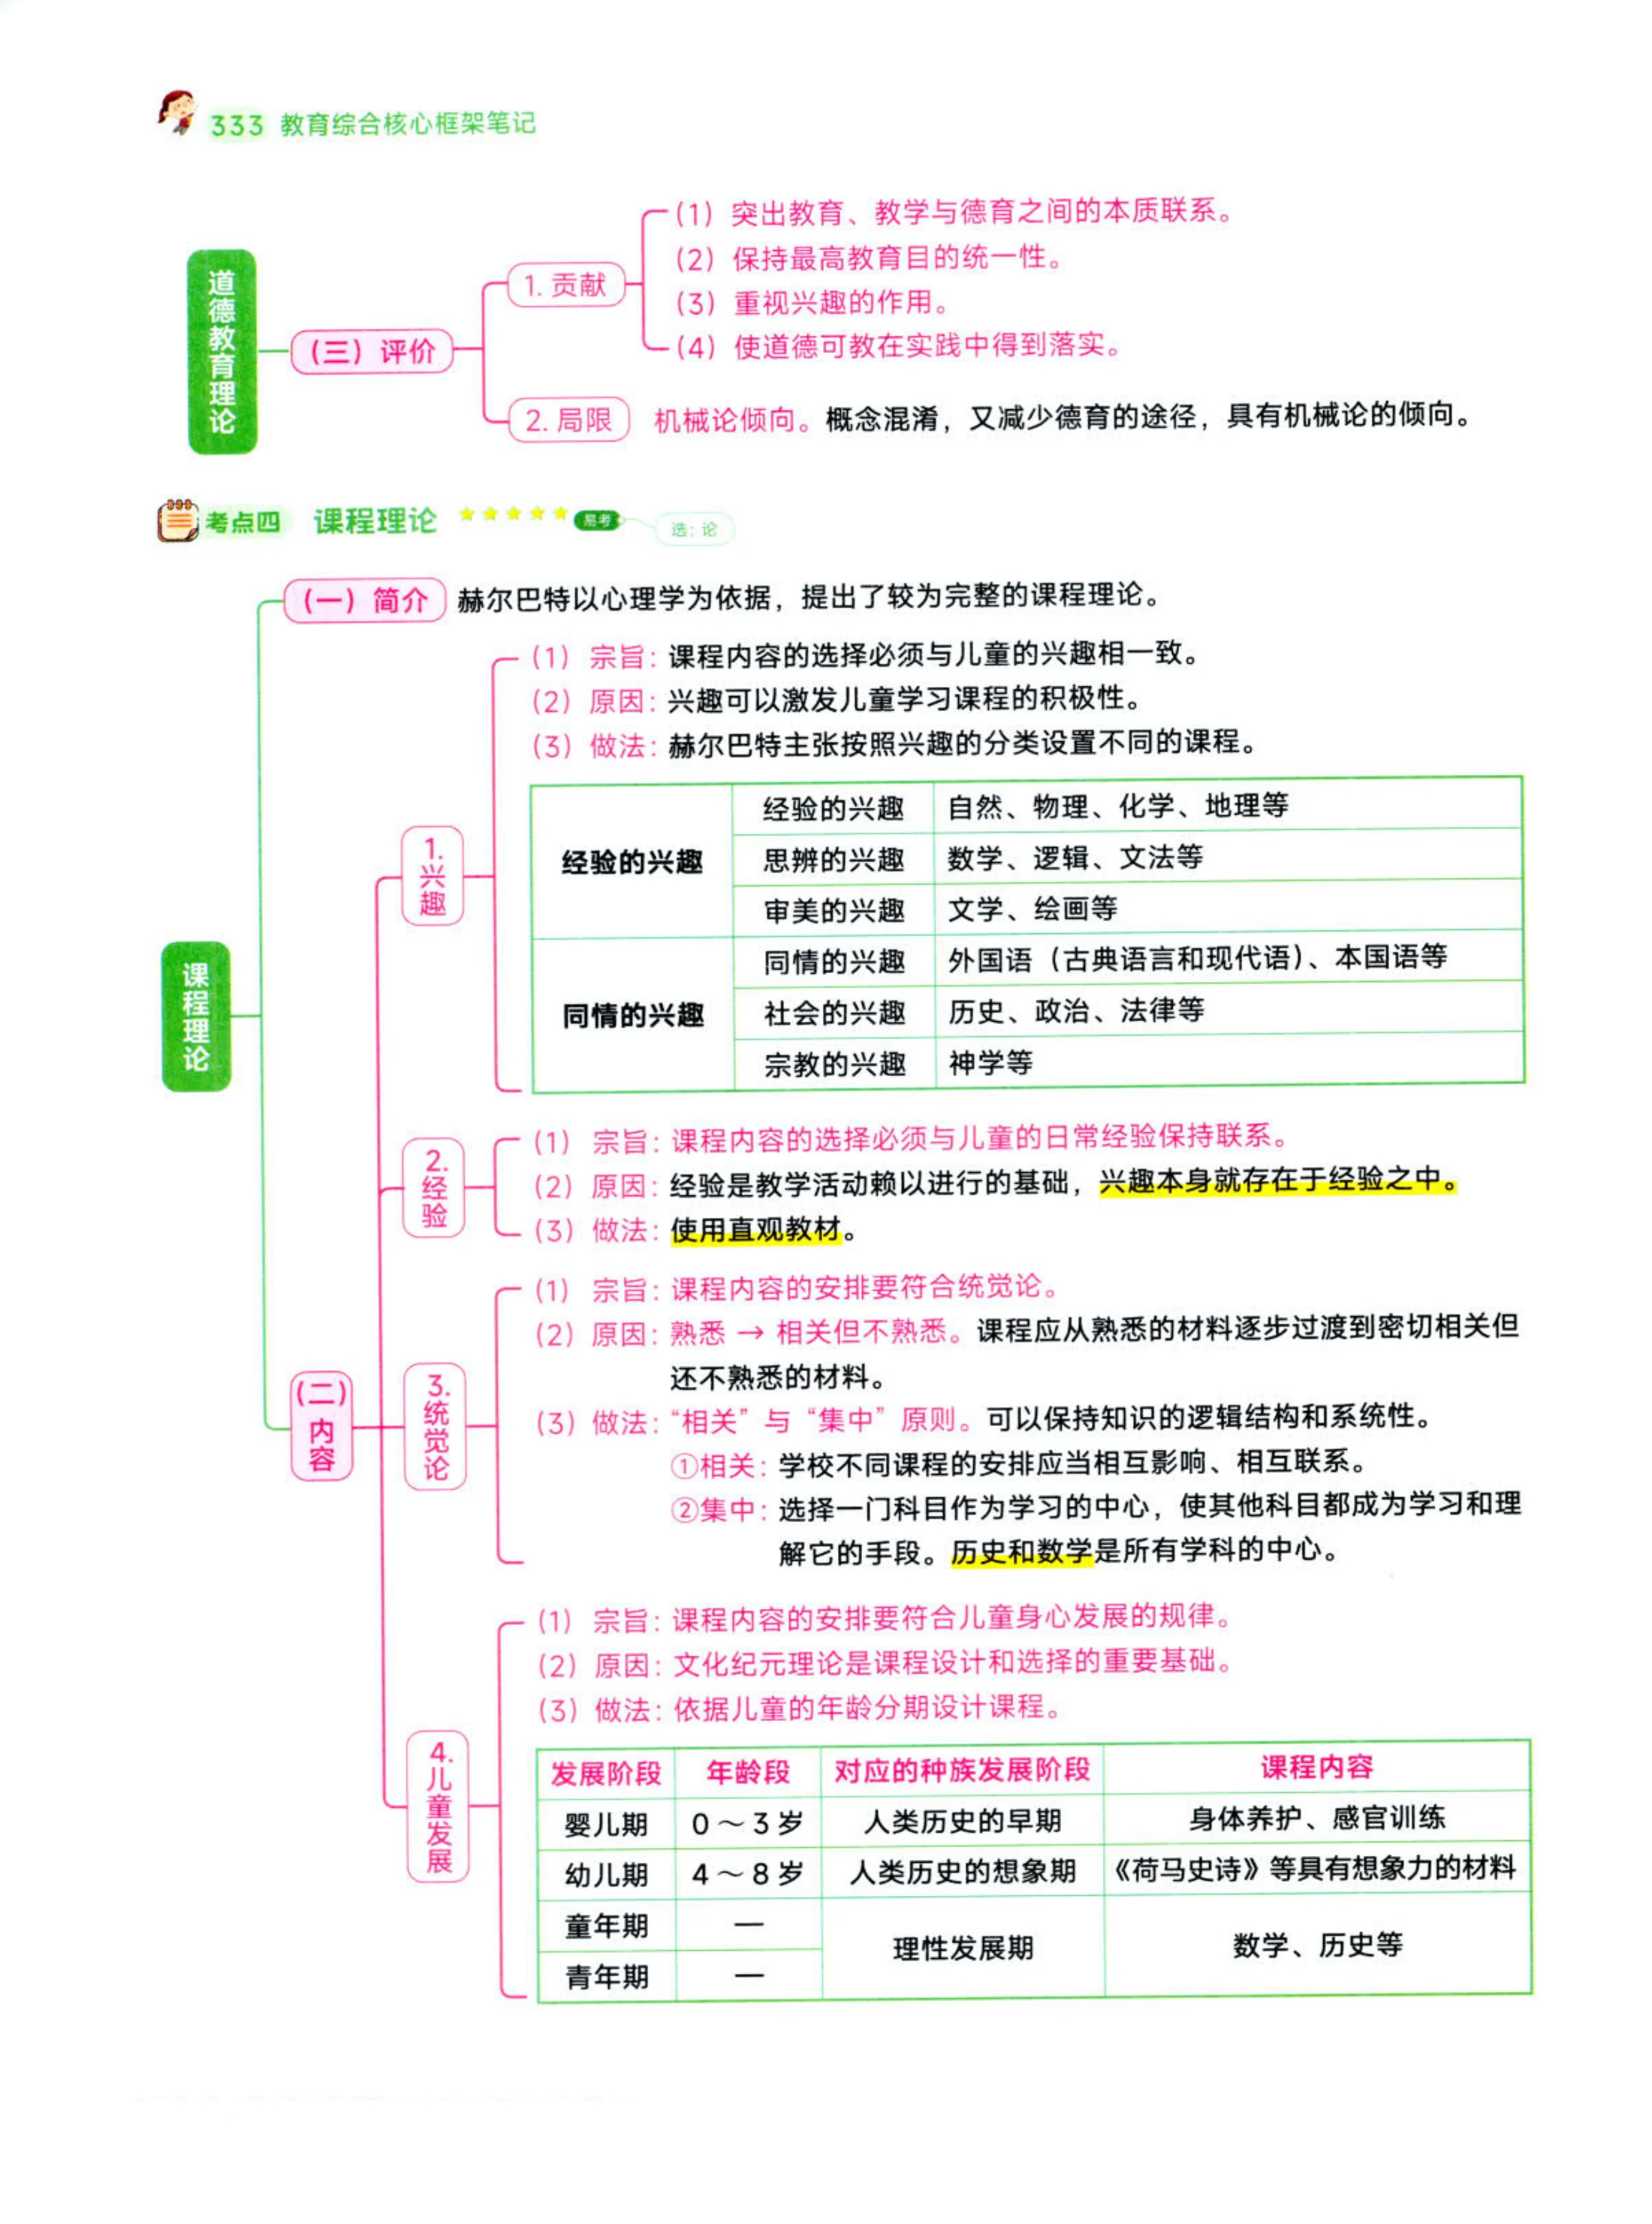 333 教育综合核心框架笔记
道德教育理论
（三）评价
1. 贡献
（1）突出教育、教学与德育之间的本质联系。
（2）保持最高教育目的统一性。
（3）重视兴趣的作用。
（4）使道德可教在实践中得到落实。
2. 局限 机械论倾向。概念混淆，又减少德育的途径，具有机械论的倾向。
考点四 课程理论 ★★★★★ 易考 选；论
课程理论
（一）简介 赫尔巴特以心理学为依据，提出了较为完整的课程理论。
（二）内容
1.兴趣
（1）宗旨：课程内容的选择必须与儿童的兴趣相一致。
（2）原因：兴趣可以激发儿童学习课程的积极性。
（3）做法：赫尔巴特主张按照兴趣的分类设置不同的课程。
经验的兴趣
经验的兴趣 自然、物理、化学、地理等
思辨的兴趣 数学、逻辑、文法等
审美的兴趣 文学、绘画等
同情的兴趣
同情的兴趣 外国语（古典语言和现代语）、本国语等
社会的兴趣 历史、政治、法律等
宗教的兴趣 神学等
2.经验
（1）宗旨：课程内容的选择必须与儿童的日常经验保持联系。
（2）原因：经验是教学活动赖以进行的基础，兴趣本身就存在于经验之中。
（3）做法：使用直观教材。
3.统觉论
（1）宗旨：课程内容的安排要符合统觉论。
（2）原因：熟悉 → 相关但不熟悉。课程应从熟悉的材料逐步过渡到密切相关但
还不熟悉的材料。
（3）做法：“相关”与“集中”原则。可以保持知识的逻辑结构和系统性。
①相关：学校不同课程的安排应当相互影响、相互联系。
②集中：选择一门科目作为学习的中心，使其他科目都成为学习和理
解它的手段。历史和数学是所有学科的中心。
4.儿童发展
（1）宗旨：课程内容的安排要符合儿童身心发展的规律。
（2）原因：文化纪元理论是课程设计和选择的重要基础。
（3）做法：依据儿童的年龄分期设计课程。
发展阶段 年龄段 对应的种族发展阶段 课程内容
婴儿期 0～3岁 人类历史的早期 身体养护、感官训练
幼儿期 4～8岁 人类历史的想象期 《荷马史诗》等具有想象力的材料
童年期 — 理性发展期 数学、历史等
青年期 —